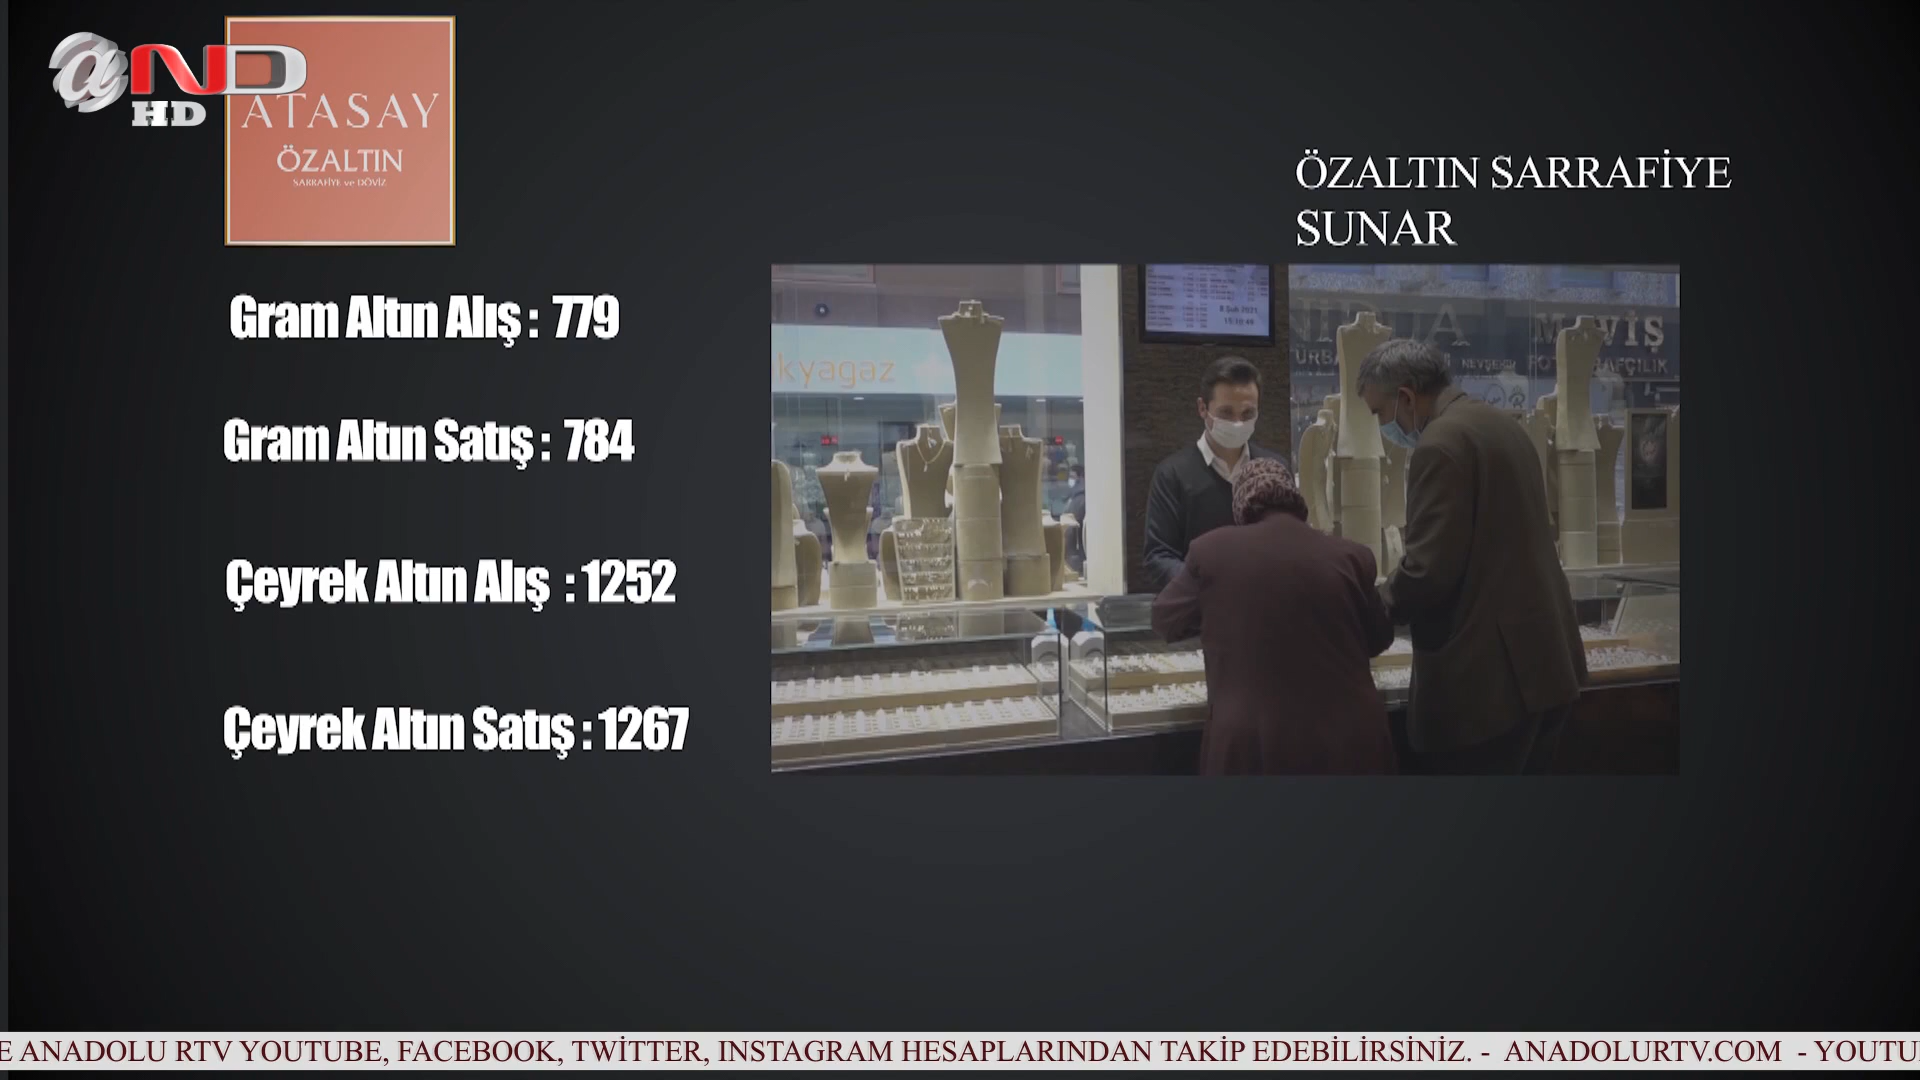 @ND
HD
ATASAY
ÖZALTIN
SARRAFİYE ve DÖVİZ
ÖZALTIN SARRAFİYE
SUNAR
Gram Altın Alış : 779
Gram Altın Satış : 784
Çeyrek Altın Alış : 1252
Çeyrek Altın Satış : 1267
kyagaz
MAVİŞ
NEVŞEHİR
E ANADOLU RTV YOUTUBE, FACEBOOK, TWİTTER, INSTAGRAM HESAPLARINDAN TAKİP EDEBİLİRSİNİZ. - ANADOLURTV.COM - YOUTU